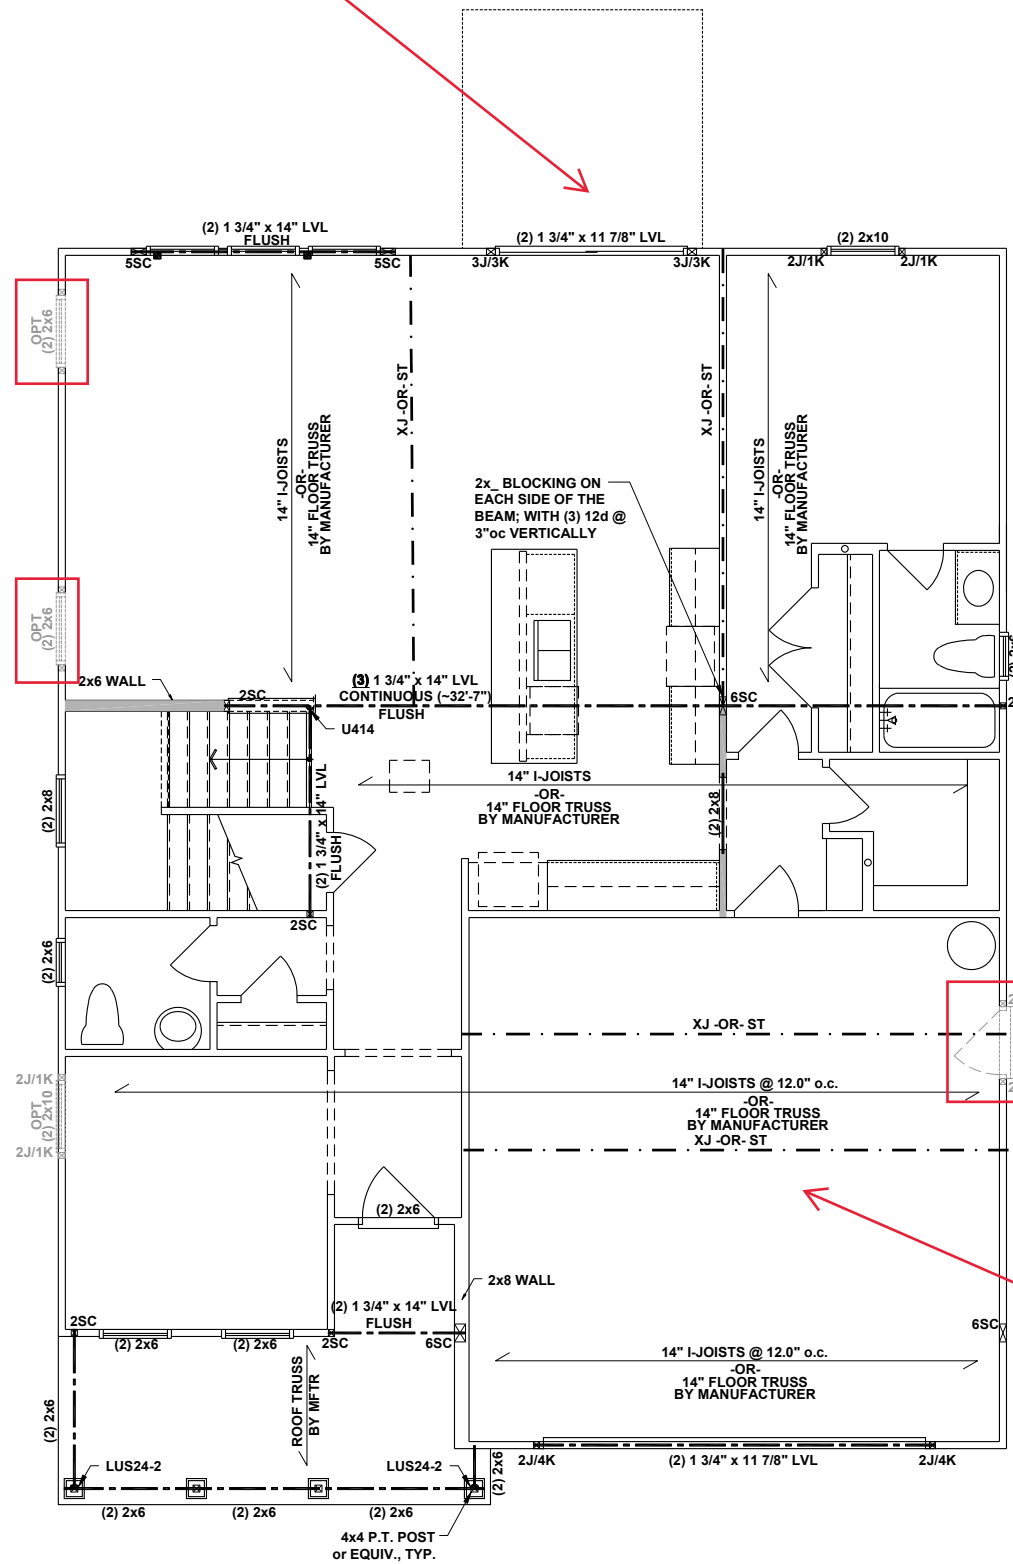 (2) 1 3/4" x 14" LVL
FLUSH
(2) 1 3/4" x 11 7/8" LVL
(2) 2x10
5SC
5SC
3J/3K
3J/3K
2J/1K
2J/1K
OPT
(2) 2x6
XJ -OR- ST
XJ -OR- ST
14" I-JOISTS
-OR-
14" FLOOR TRUSS
BY MANUFACTURER
14" I-JOISTS
-OR-
14" FLOOR TRUSS
BY MANUFACTURER
2x_ BLOCKING ON
EACH SIDE OF THE
BEAM; WITH (3) 12d @
3"oc VERTICALLY
OPT
(2) 2x6
2x6 WALL
2SC
(3) 1 3/4" x 14" LVL
CONTINUOUS (~32'-7")
FLUSH
6SC
U414
14" I-JOISTS
-OR-
14" FLOOR TRUSS
BY MANUFACTURER
(2) 2x8
(2) 1 3/4" x 14" LVL
FLUSH
(2) 2x8
2SC
(2) 2x6
XJ -OR- ST
2J/1K
OPT
(2) 2x10
2J/1K
14" I-JOISTS @ 12.0" o.c.
-OR-
14" FLOOR TRUSS
BY MANUFACTURER
XJ -OR- ST
(2) 2x6
2x8 WALL
(2) 1 3/4" x 14" LVL
FLUSH
2SC
2SC
6SC
6SC
(2) 2x6
(2) 2x6
14" I-JOISTS @ 12.0" o.c.
-OR-
14" FLOOR TRUSS
BY MANUFACTURER
ROOF TRUSS
BY MFTR
(2) 2x6
2J/4K
(2) 1 3/4" x 11 7/8" LVL
2J/4K
LUS24-2
LUS24-2
(2) 2x6
(2) 2x6
(2) 2x6
(2) 2x6
4x4 P.T. POST
or EQUIV., TYP.